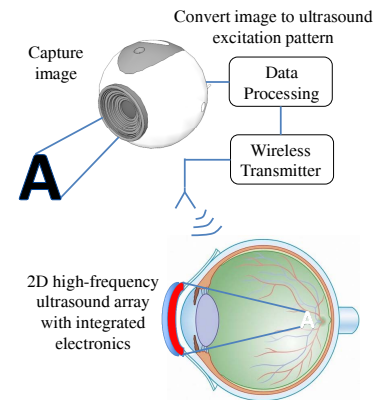 Convert image to ultrasound
excitation pattern
Capture
image
Data
Processing
A
Wireless
Transmitter
2D high-frequency
ultrasound array
with integrated
electronics
A